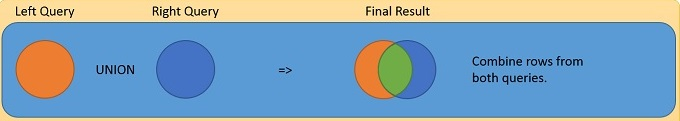 Left Query Right Query Final Result
UNION => Combine rows from
both queries.